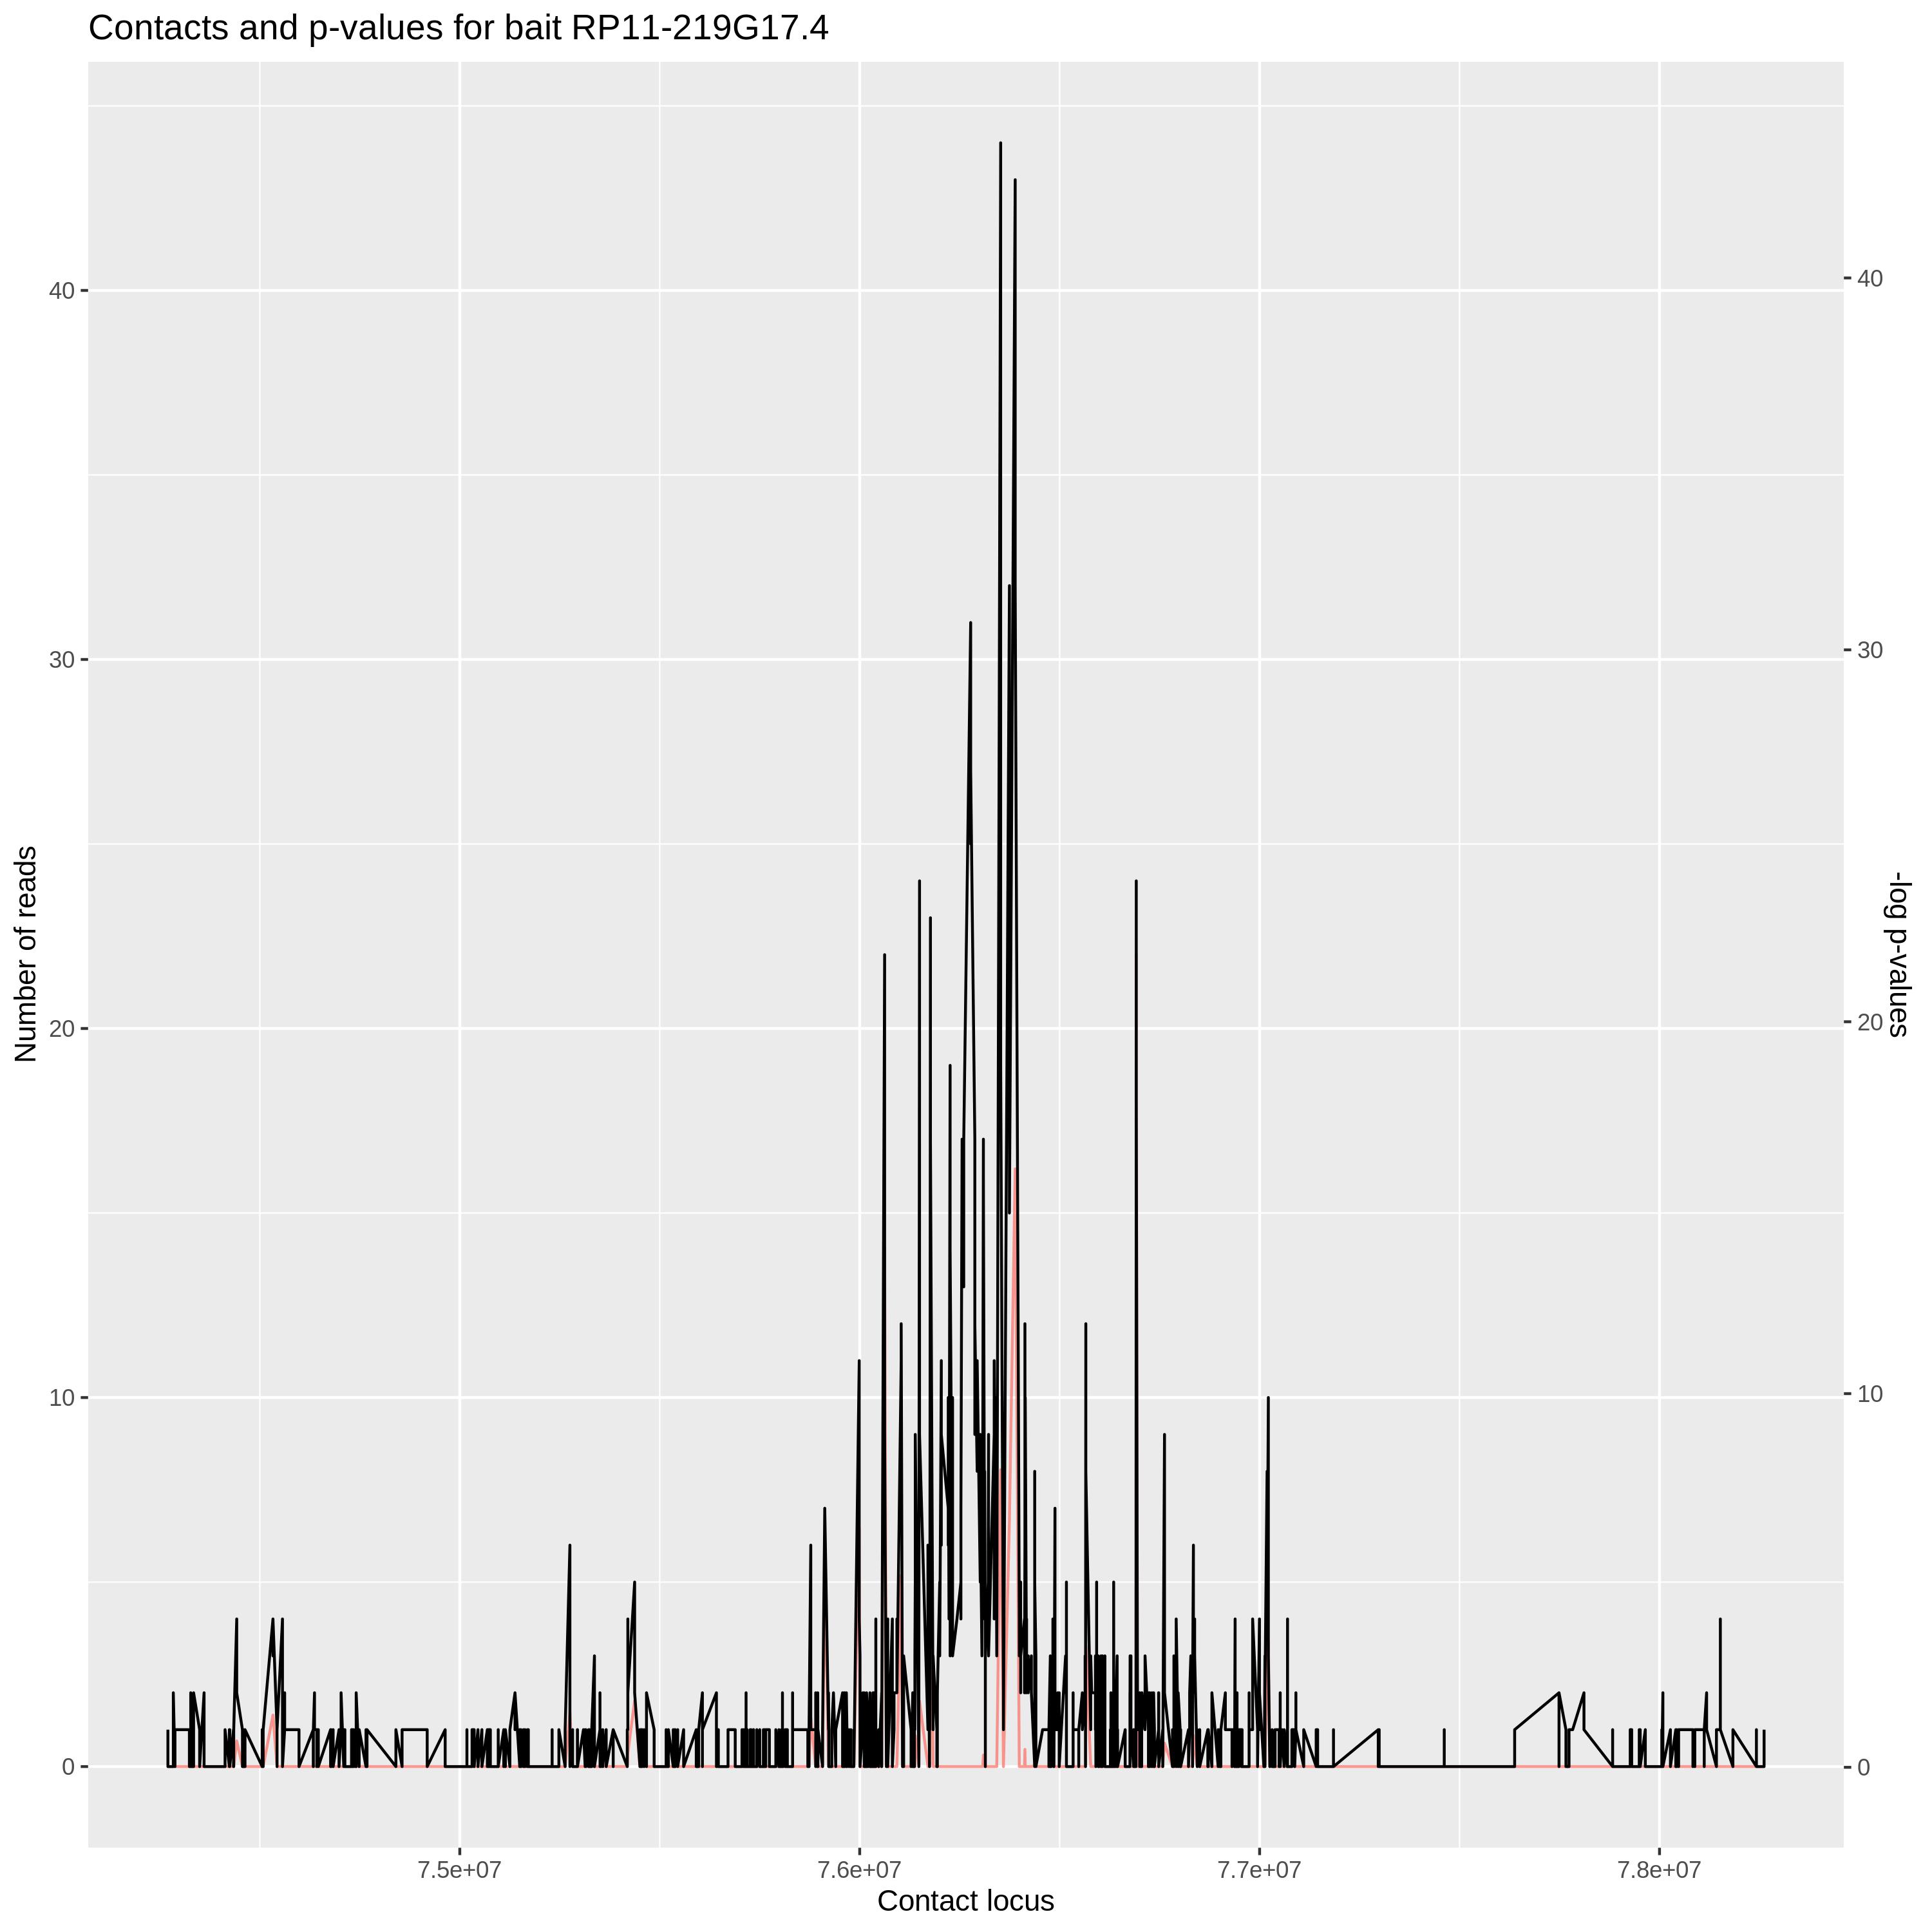 Contacts and p-values for bait RP11-219G17.4
Number of reads
40
30
20
10
0
40
30
20
10
0
-log p-values
7.5e+07
7.6e+07
7.7e+07
7.8e+07
Contact locus